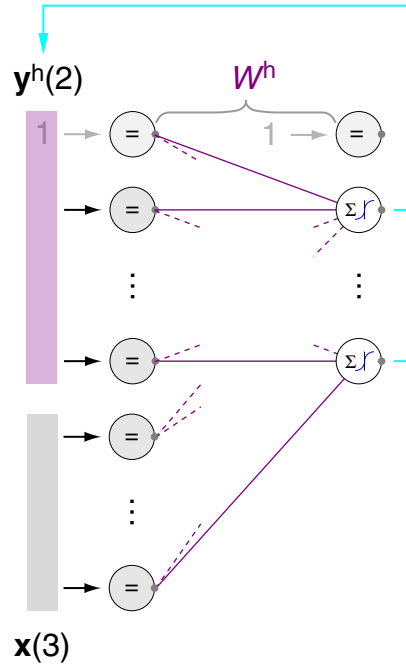 W^h
y^h(2)
1 = 1 =
= Σ
⋮ ⋮
= Σ
=
⋮
=
x(3)